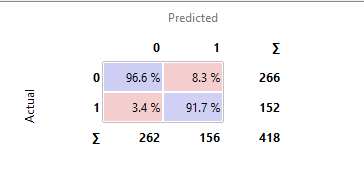 Predicted
0 1 Σ
0 96.6 % 8.3 % 266
Actual
1 3.4 % 91.7 % 152
Σ 262 156 418